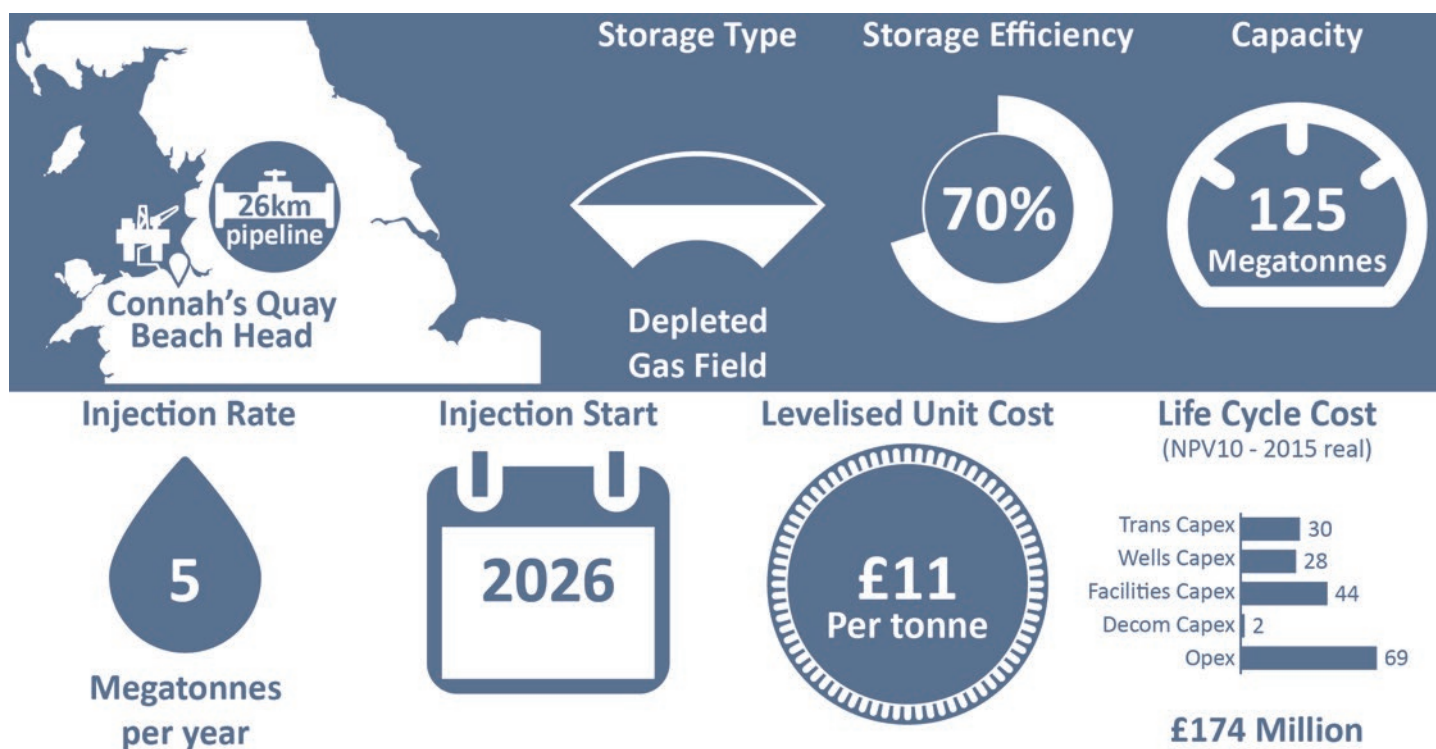 Storage Type
Storage Efficiency
Capacity
26km
pipeline
Connah's Quay
Beach Head
Depleted
Gas Field
70%
125
Megatonnes
Injection Rate
5
Megatonnes
per year
Injection Start
2026
Levelised Unit Cost
£11
Per tonne
Life Cycle Cost
(NPV10 - 2015 real)
Trans Capex 30
Wells Capex 28
Facilities Capex 44
Decom Capex 2
Opex 69
£174 Million